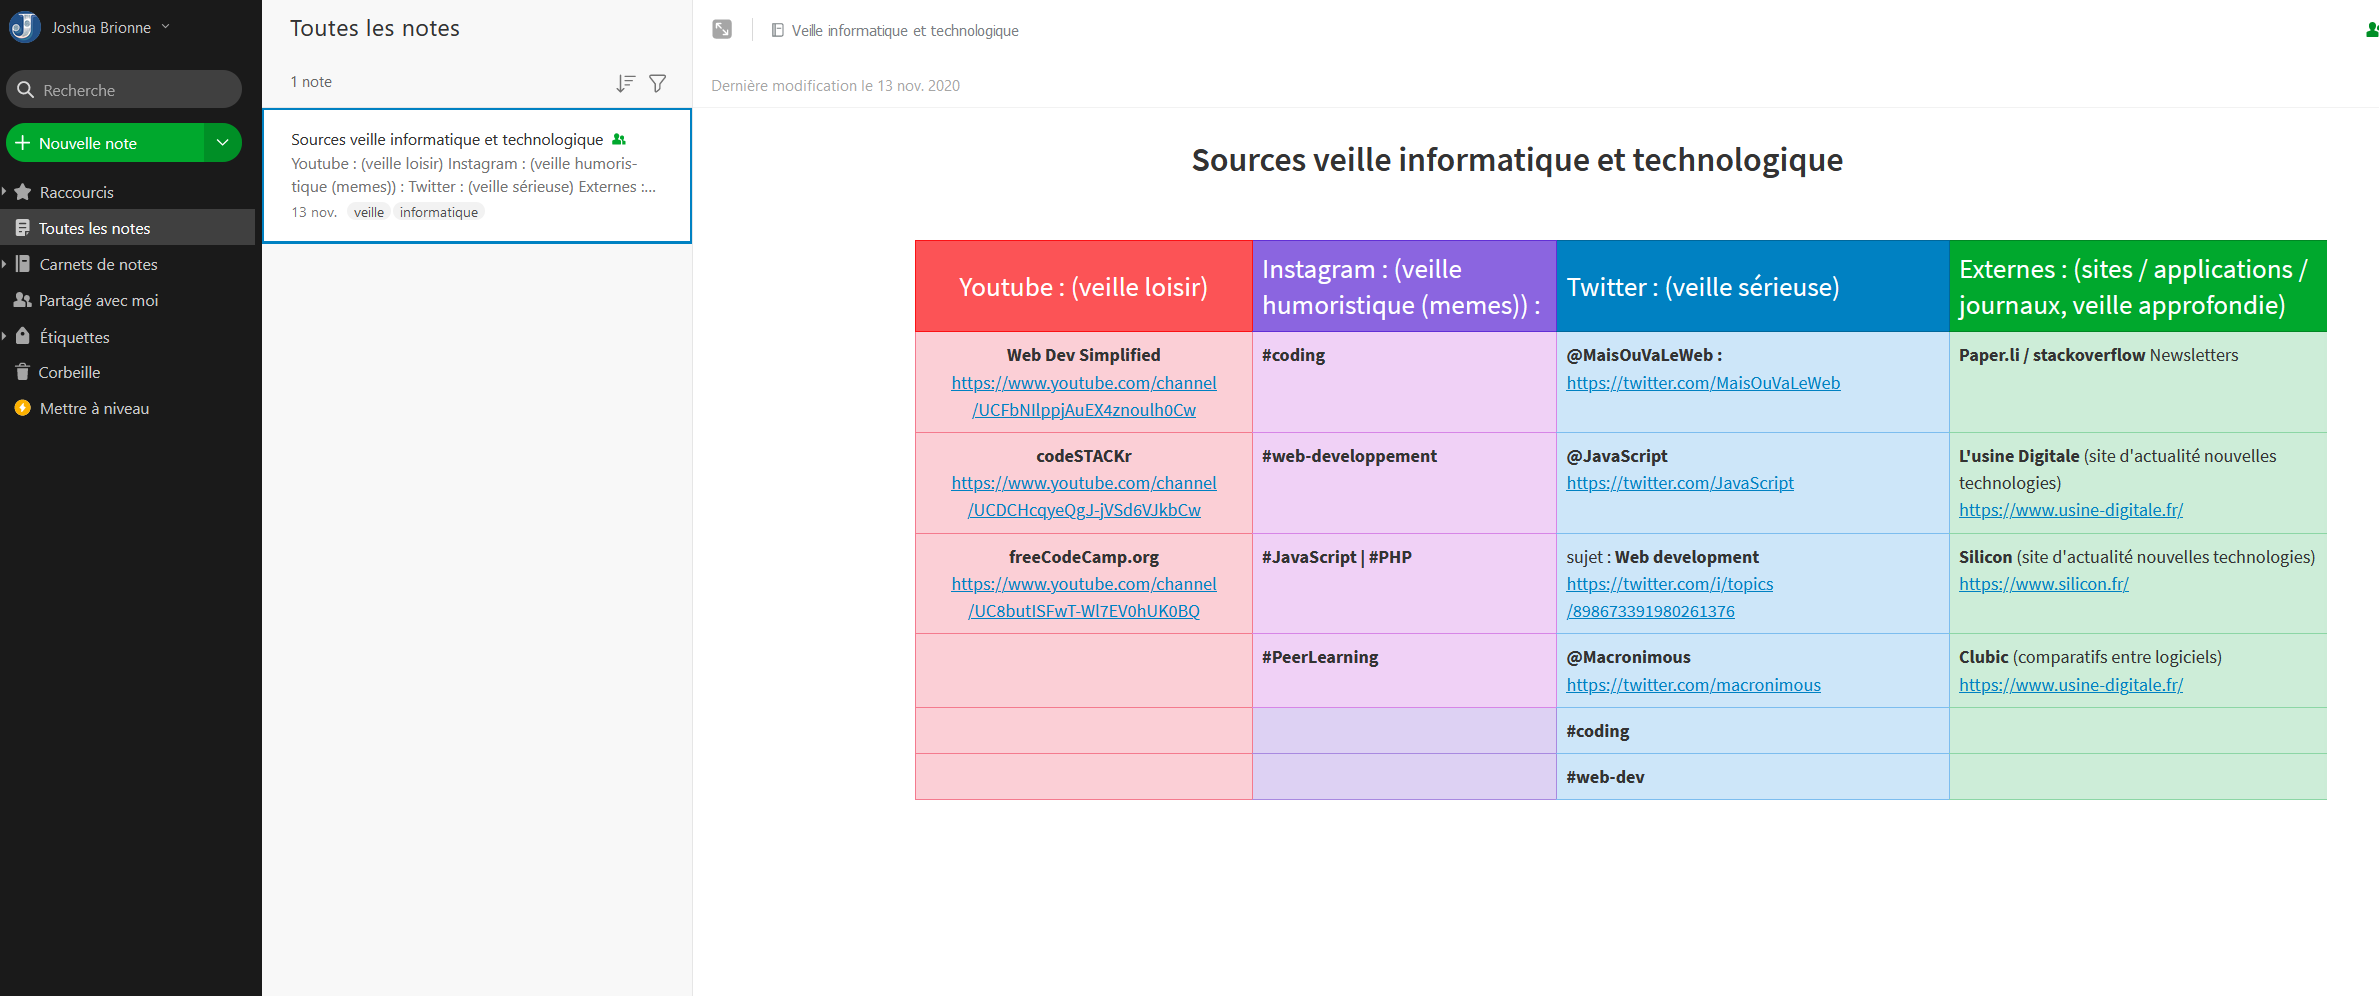 Joshua Brionne
Recherche
Nouvelle note
Raccourcis
Toutes les notes
Carnets de notes
Partagé avec moi
Étiquettes
Corbeille
Mettre à niveau
Toutes les notes
1 note
Sources veille informatique et technologique
Youtube : (veille loisir) Instagram : (veille humoris-
tique (memes)) : Twitter : (veille sérieuse) Externes :...
13 nov. veille informatique
Veille informatique et technologique
Dernière modification le 13 nov. 2020
Sources veille informatique et technologique
Youtube : (veille loisir)
Instagram : (veille
humoristique (memes)) :
Twitter : (veille sérieuse)
Externes : (sites / applications /
journaux, veille approfondie)
Web Dev Simplified
https://www.youtube.com/channel
/UCFbNIlppjAuEX4znoulh0Cw
#coding
@MaisOuVaLeWeb :
https://twitter.com/MaisOuVaLeWeb
Paper.li / stackoverflow Newsletters
codeSTACKr
https://www.youtube.com/channel
/UCDCHcqyeQgJ-jVSd6VJkbCw
#web-developpement
@JavaScript
https://twitter.com/JavaScript
L'usine Digitale (site d'actualité nouvelles
technologies)
https://www.usine-digitale.fr/
freeCodeCamp.org
https://www.youtube.com/channel
/UC8butISFwT-Wl7EV0hUK0BQ
#JavaScript | #PHP
sujet : Web development
https://twitter.com/i/topics
/898673391980261376
Silicon (site d'actualité nouvelles technologies)
https://www.silicon.fr/
#PeerLearning
@Macronimous
https://twitter.com/macronimous
Clubic (comparatifs entre logiciels)
https://www.usine-digitale.fr/
#coding
#web-dev